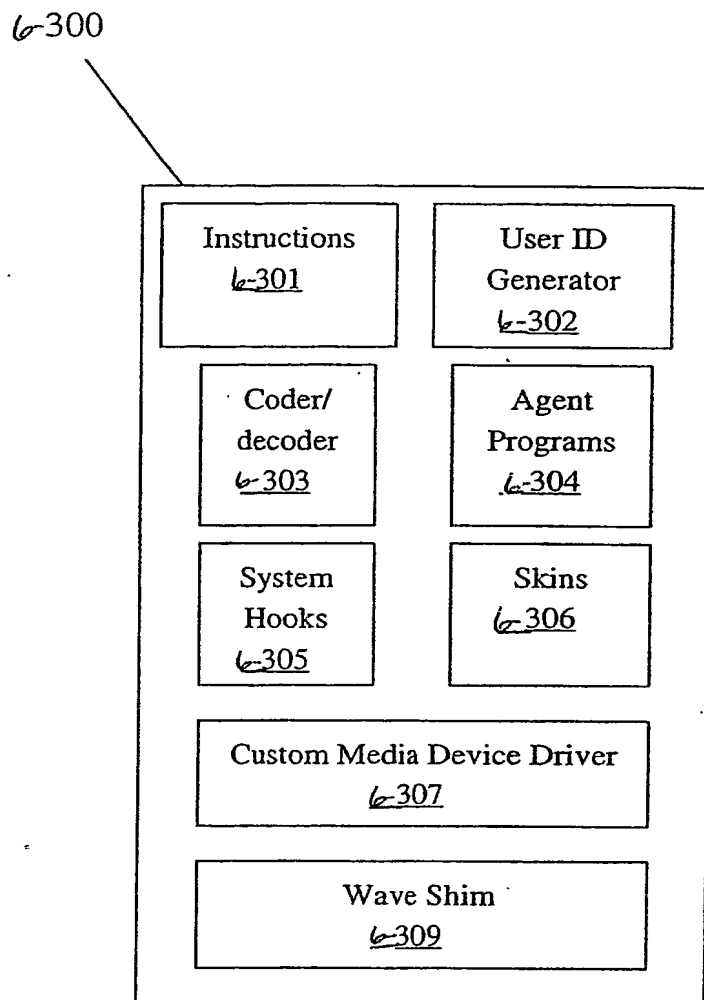 6-300
Instructions
6-301
User ID
Generator
6-302
Coder/
decoder
6-303
Agent
Programs
6-304
System
Hooks
6-305
Skins
6-306
Custom Media Device Driver
6-307
Wave Shim
6-309